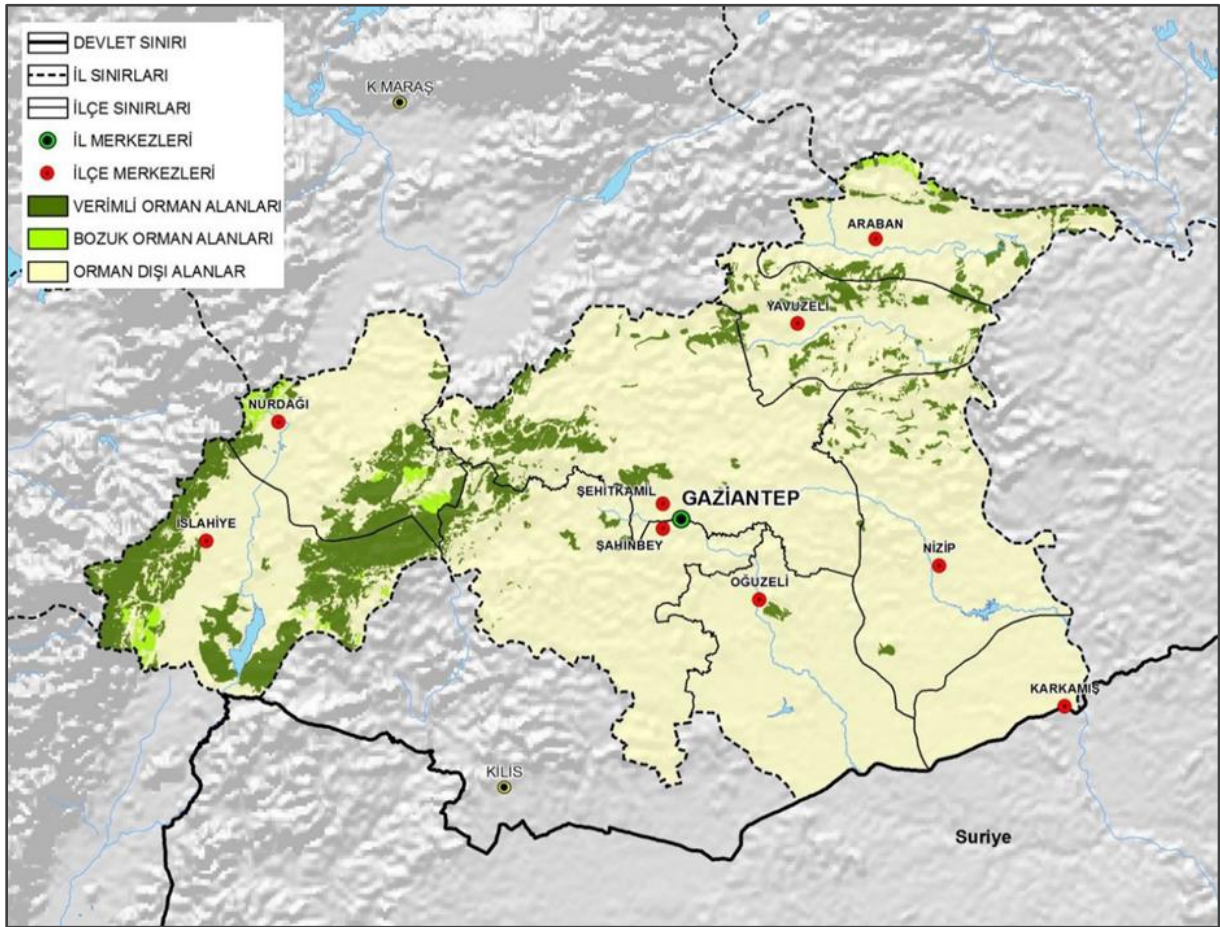 DEVLET SINIRI
İL SINIRLARI
İLÇE SINIRLARI
İL MERKEZLERİ
İLÇE MERKEZLERİ
VERİMLİ ORMAN ALANLARI
BOZUK ORMAN ALANLARI
ORMAN DIŞI ALANLAR
K MARAŞ
ARABAN
YAVUZELİ
NURDAĞI
ŞEHİTKAMİL
GAZİANTEP
İSLAHİYE
ŞAHİNBEY
NİZİP
OĞUZELİ
KARKAMIŞ
KİLİS
Suriye